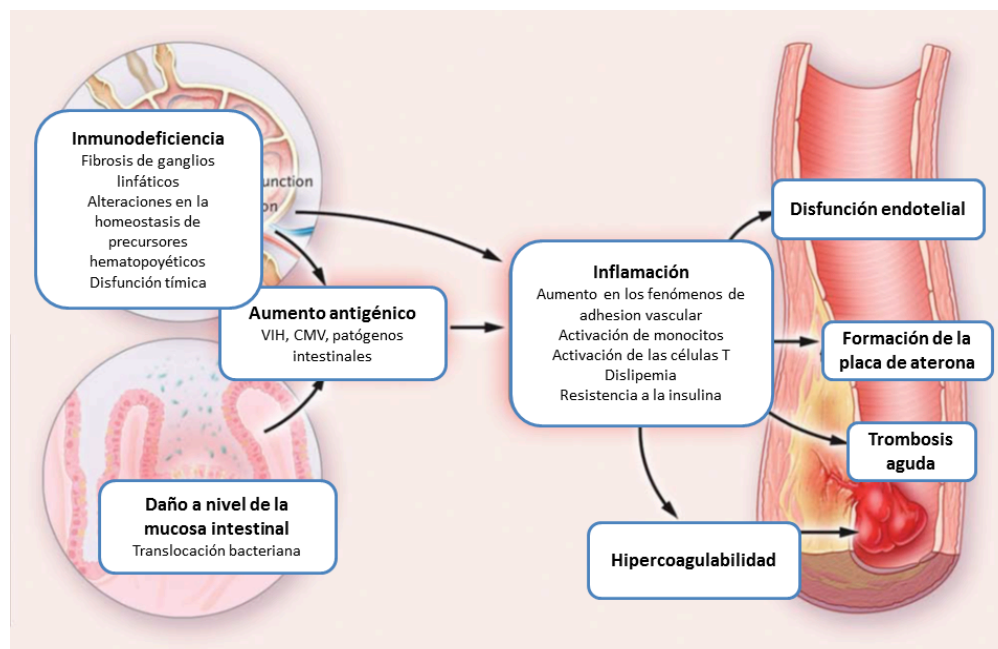 Inmunodeficiencia
Fibrosis de ganglios
linfáticos
Alteraciones en la
homeostasis de
precursores
hematopoyéticos
Disfunción tímica
Aumento antigénico
VIH, CMV, patógenos
intestinales
Daño a nivel de la
mucosa intestinal
Translocación bacteriana
Inflamación
Aumento en los fenómenos de
adhesion vascular
Activación de monocitos
Activación de las células T
Dislipemia
Resistencia a la insulina
Disfunción endotelial
Formación de la
placa de aterona
Trombosis
aguda
Hipercoagulabilidad